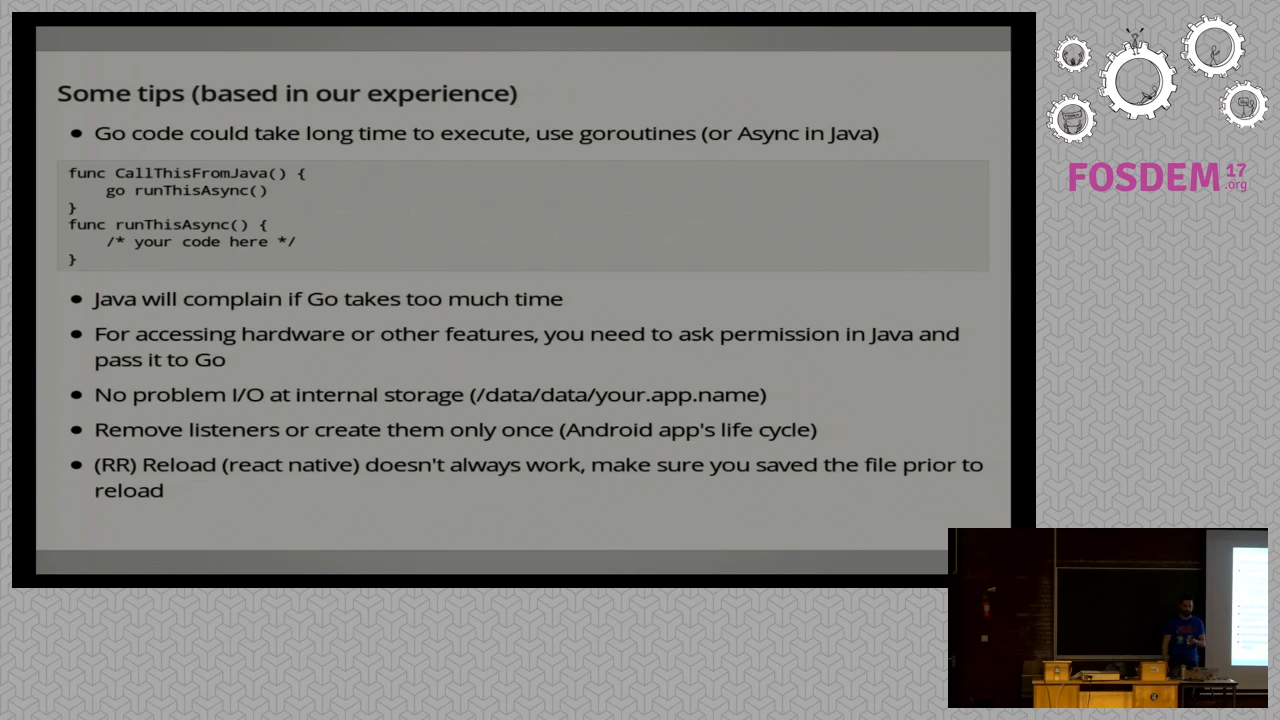 Some tips (based in our experience)
• Go code could take long time to execute, use goroutines (or Async in Java)
func CallThisFromJava() {
    go runThisAsync()
}
func runThisAsync() {
    /* your code here */
}
• Java will complain if Go takes too much time
• For accessing hardware or other features, you need to ask permission in Java and
pass it to Go
• No problem I/O at internal storage (/data/data/your.app.name)
• Remove listeners or create them only once (Android app's life cycle)
• (RR) Reload (react native) doesn't always work, make sure you saved the file prior to
reload
FOSDEM 17
.org